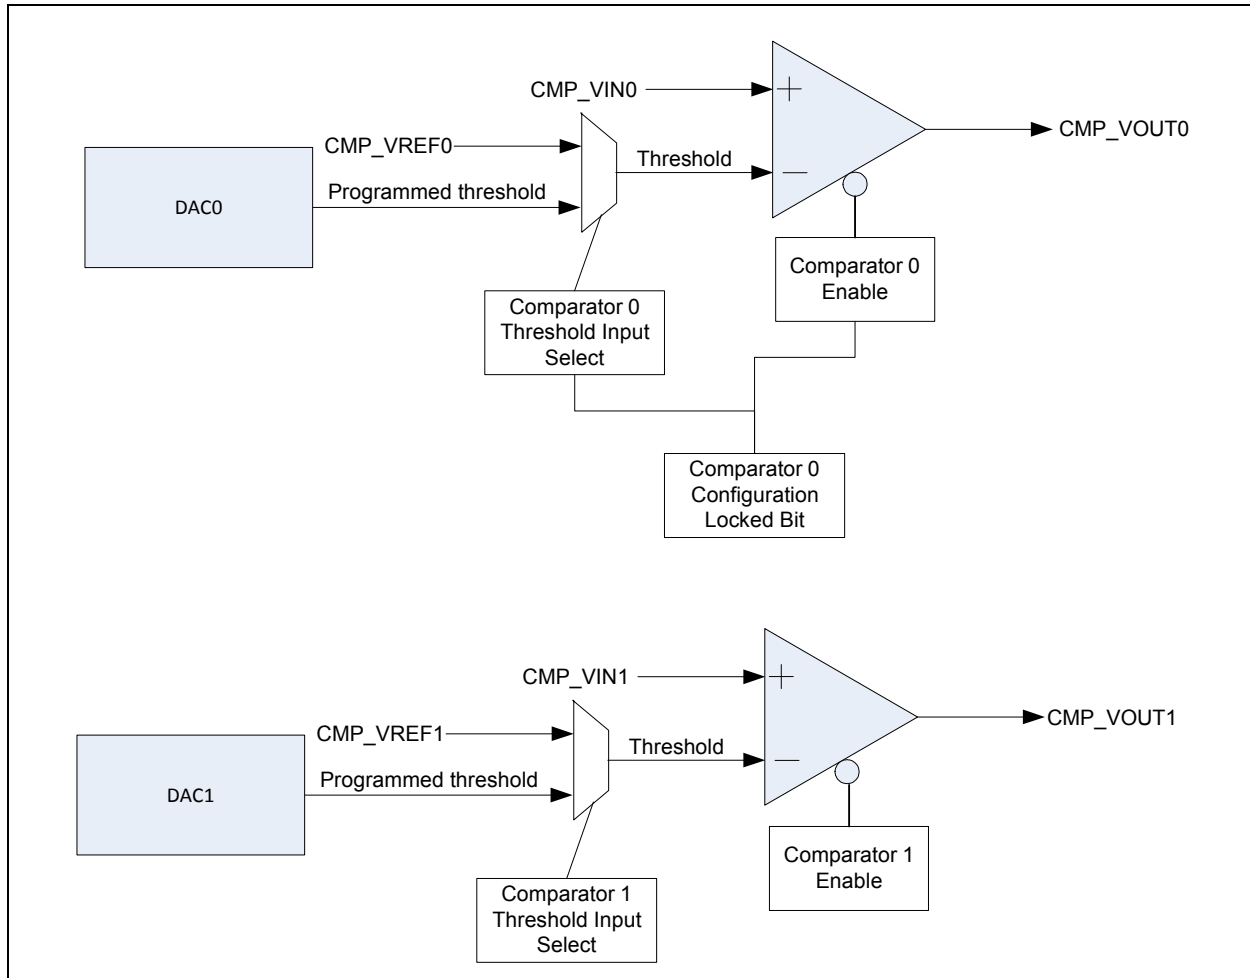 CMP_VIN0
CMP_VOUT0
CMP_VREF0
Threshold
Programmed threshold
DAC0
Comparator 0
Enable
Comparator 0
Threshold Input
Select
Comparator 0
Configuration
Locked Bit
CMP_VIN1
CMP_VOUT1
CMP_VREF1
Threshold
Programmed threshold
DAC1
Comparator 1
Enable
Comparator 1
Threshold Input
Select